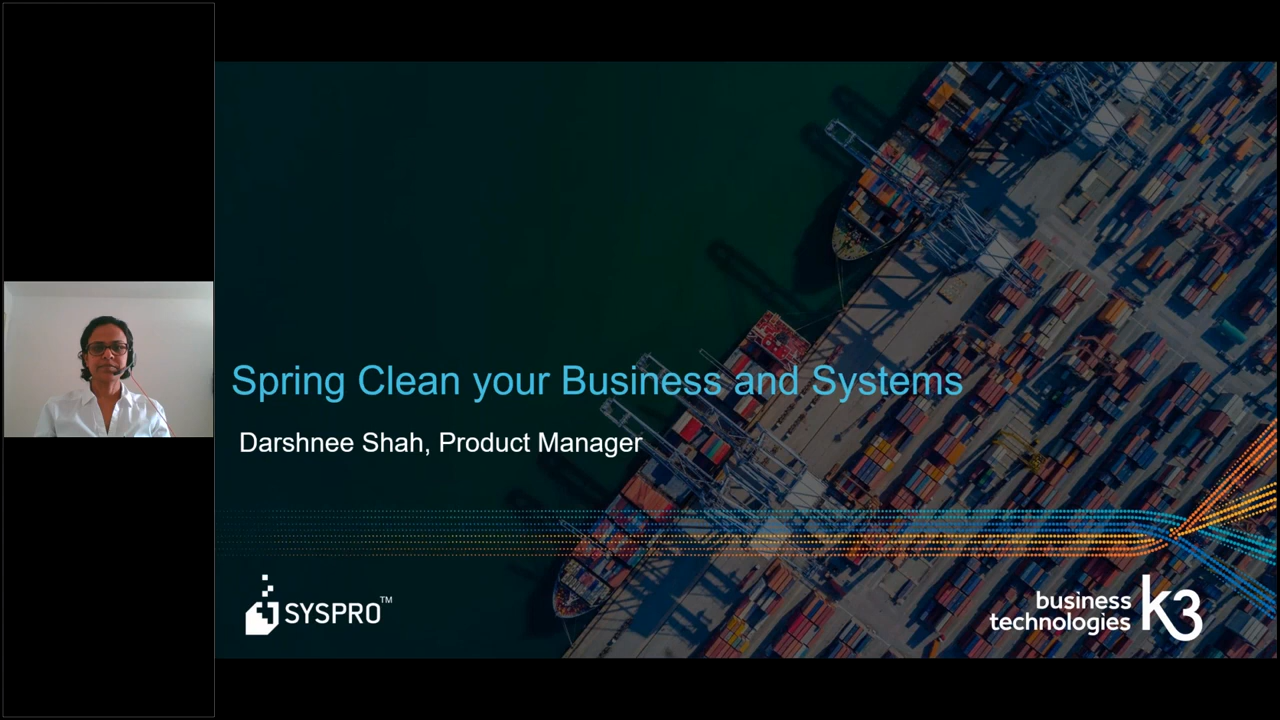 Spring Clean your Business and Systems
Darshnee Shah, Product Manager
SYSPRO™
business
technologies
k3